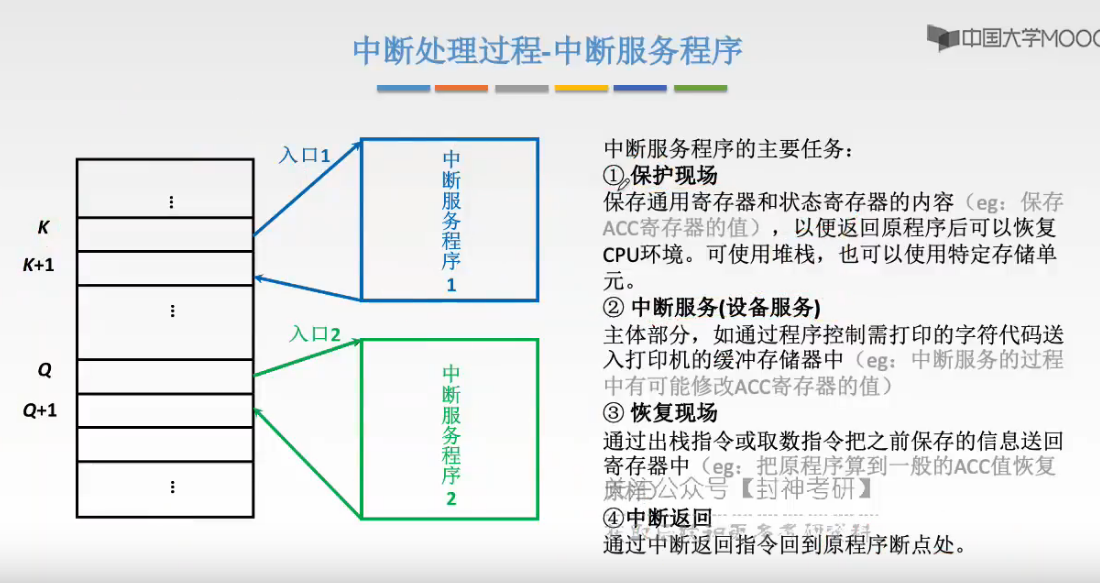 中断处理过程-中断服务程序
中国大学MOOC
K
K+1
Q
Q+1
入口1
中断服务程序1
入口2
中断服务程序2
中断服务程序的主要任务：
① 保护现场
保存通用寄存器和状态寄存器的内容（eg：保存
ACC寄存器的值），以便返回原程序后可以恢复
CPU环境。可使用堆栈，也可以使用特定存储单
元。
② 中断服务(设备服务)
主体部分，如通过程序控制需打印的字符代码送
入打印机的缓冲存储器中（eg：中断服务的过程
中有可能修改ACC寄存器的值）
③ 恢复现场
通过出栈指令或取数指令把之前保存的信息送回
寄存器中（eg：把原程序算到一般的ACC值恢复
公众号【封神考研】
④中断返回
通过中断返回指令回到原程序断点处。